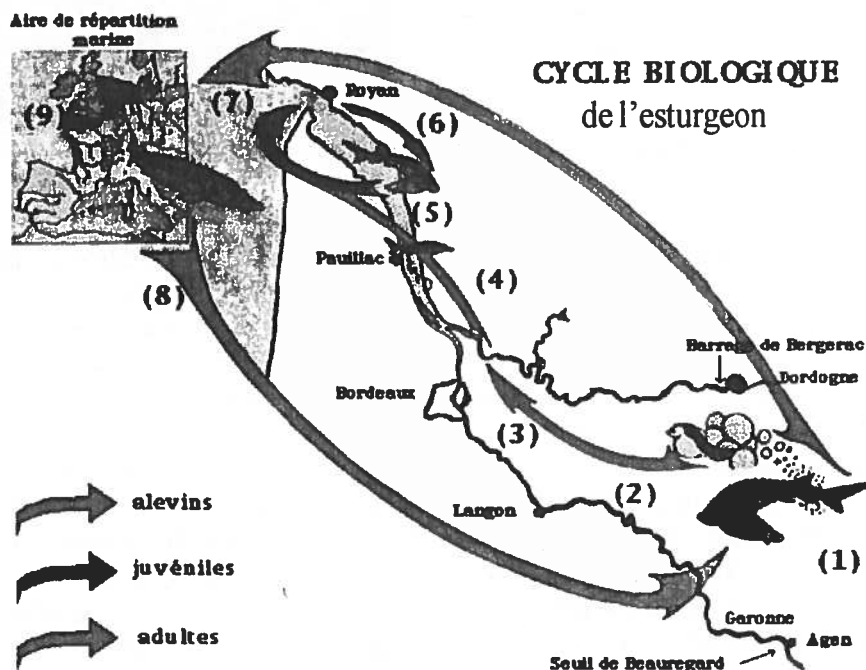 Aire de répartition
marine
CYCLE BIOLOGIQUE
de l'esturgeon
(9)
(7)
Royan
(6)
(5)
Pauillac
(4)
(8)
Barrage de Bergerac
Dordogne
Bordeaux
(3)
(2)
Langon
(1)
alevins
juvéniles
adultes
Garonne
Agen
Seuil de Beauregard